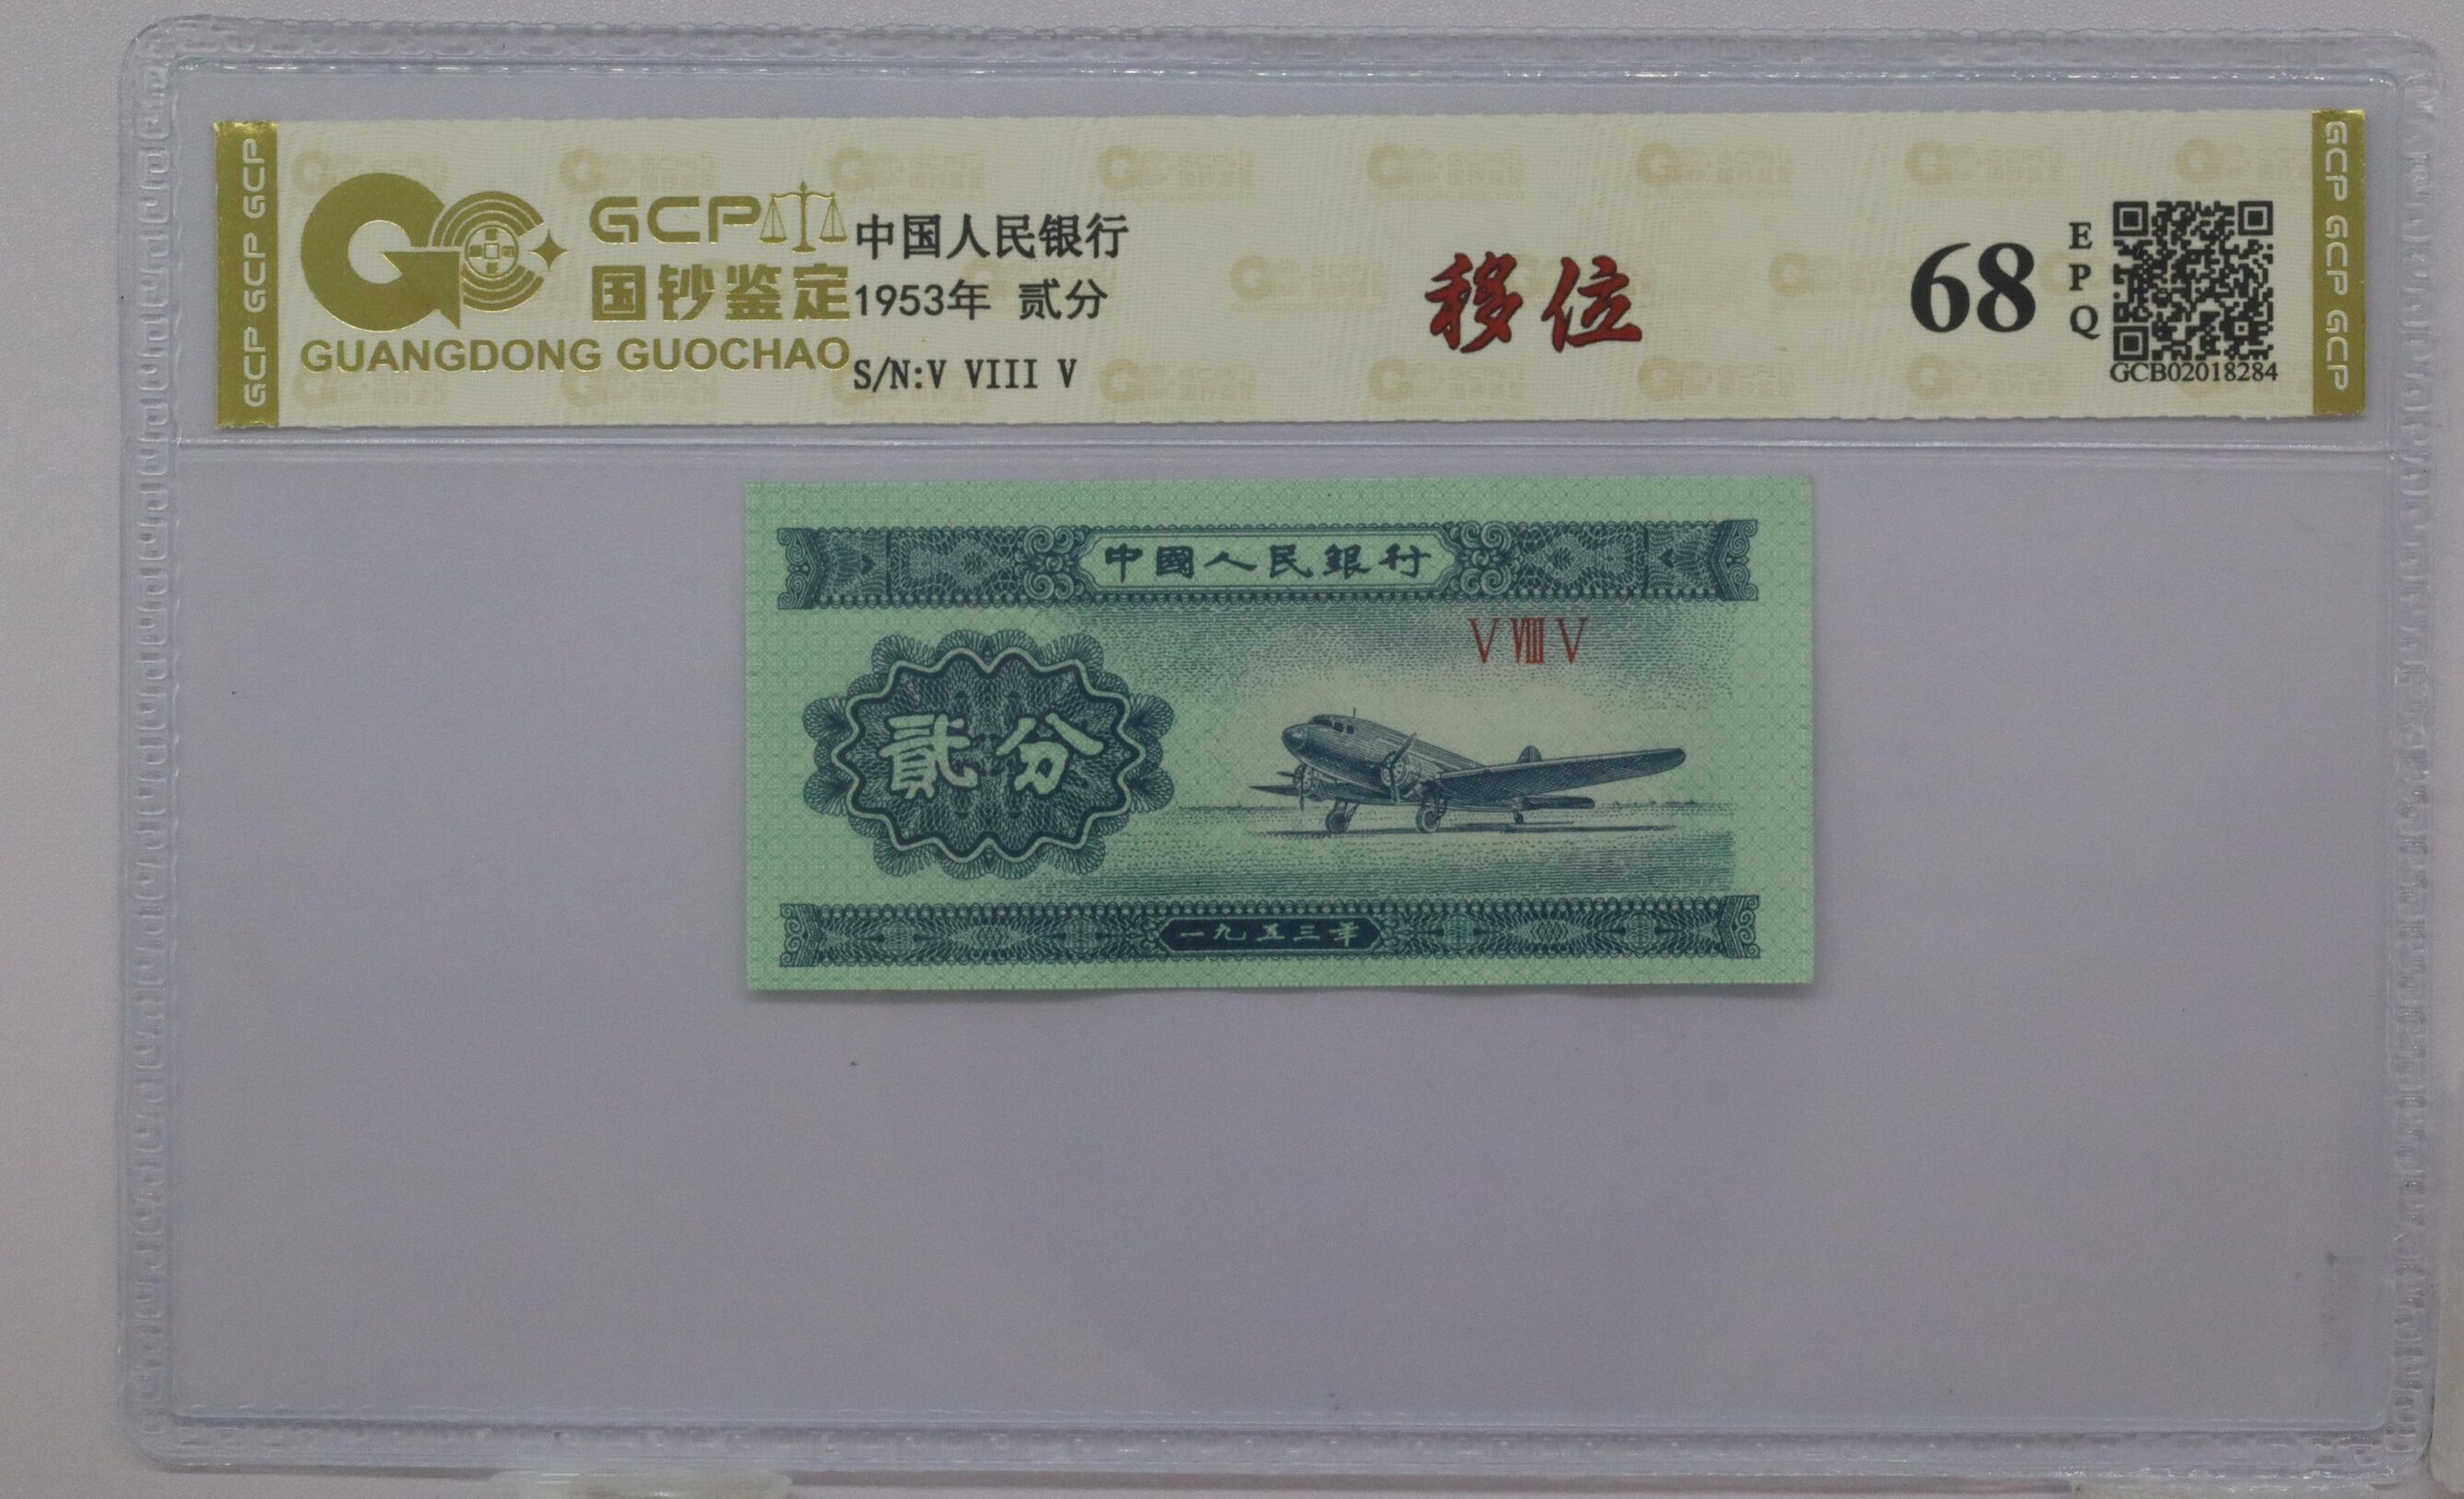 GCP GCP GCP
GCP
国钞鉴定
GUANGDONG GUOCHAO
中国人民银行
1953年 贰分
S/N:V VIII V
移位
68
EPQ
GCB02018284
GCP GCP GCP
中國人民銀行
V VIII V
貳分
一九五三年